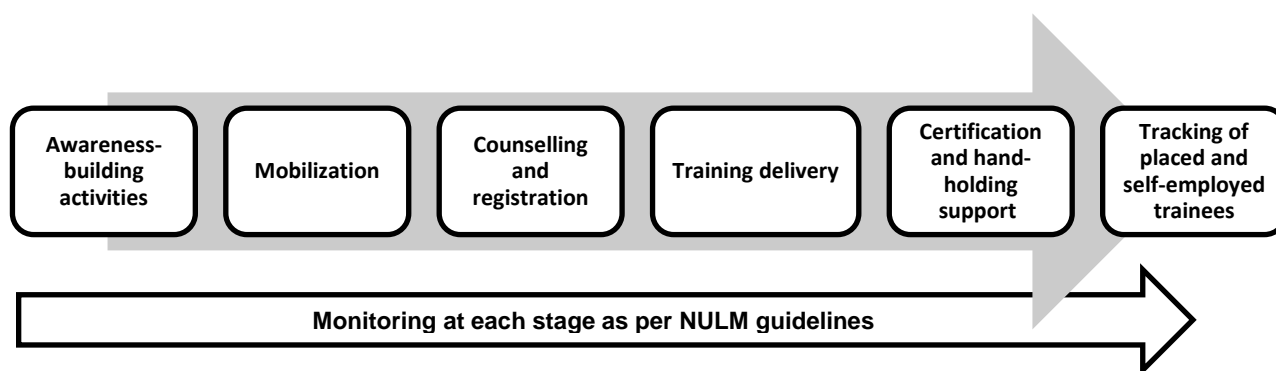 Awareness-
building
activities
Mobilization
Counselling
and
registration
Training delivery
Certification
and hand-
holding
support
Tracking of
placed and
self-employed
trainees
Monitoring at each stage as per NULM guidelines